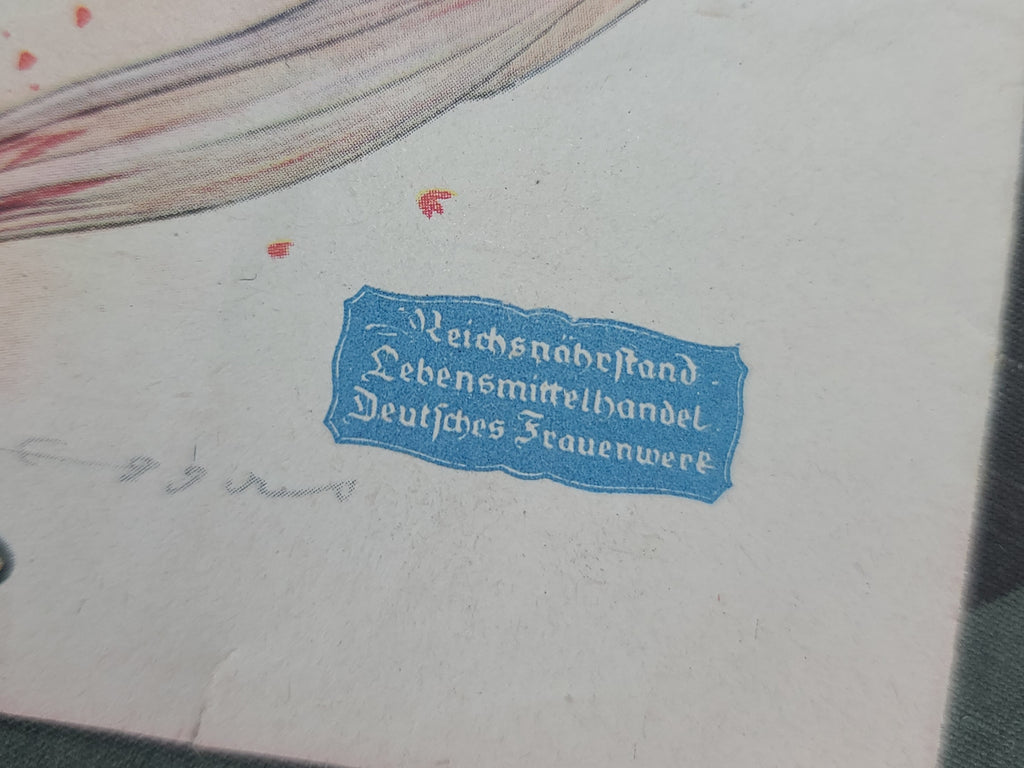 Reichsnährſtand
Lebensmittelhandel
Deutſches Frauenwerk